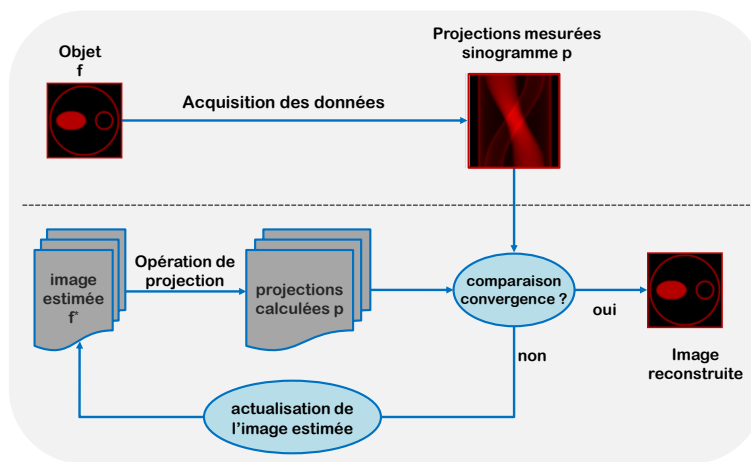 Objet
f
Projections mesurées
sinogramme p
Acquisition des données
image
estimée
f*
Opération de
projection
projections
calculées p
comparaison
convergence ?
oui
non
Image
reconstruite
actualisation de
l'image estimée